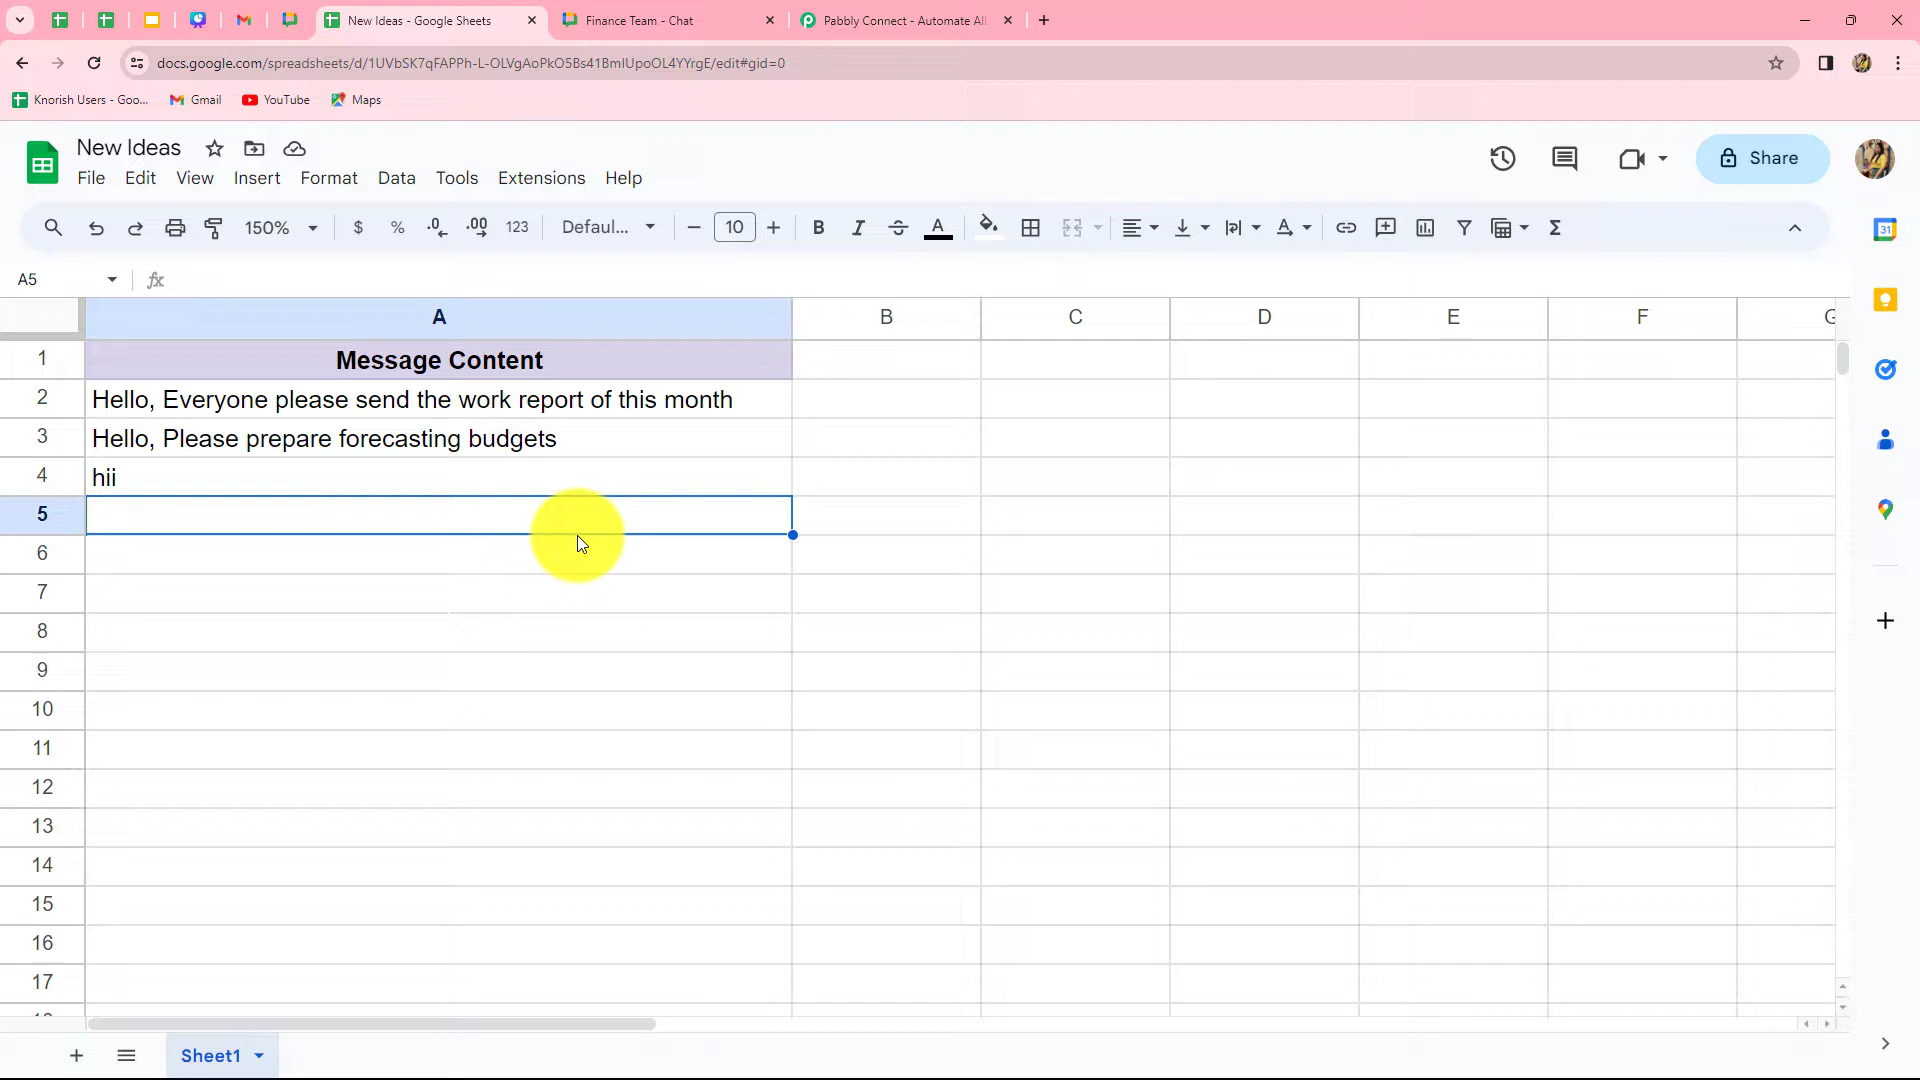 New Ideas - Google Sheets
Finance Team - Chat
Pabbly Connect - Automate All
docs.google.com/spreadsheets/d/1UVbSK7qFAPPh-L-OLVgAoPkO5Bs41BmIUpoOL4YYrgE/edit#gid=0
Knorish Users - Goo...
Gmail
YouTube
Maps
New Ideas
Share
File Edit View Insert Format Data Tools Extensions Help
150% $ % .0 .00 123 Defaul... 10 B I A
31
A5 fx
A B C D E F G
1 Message Content
2 Hello, Everyone please send the work report of this month
3 Hello, Please prepare forecasting budgets
4 hii
5
6
7
8
9
10
11
12
13
14
15
16
17
Sheet1